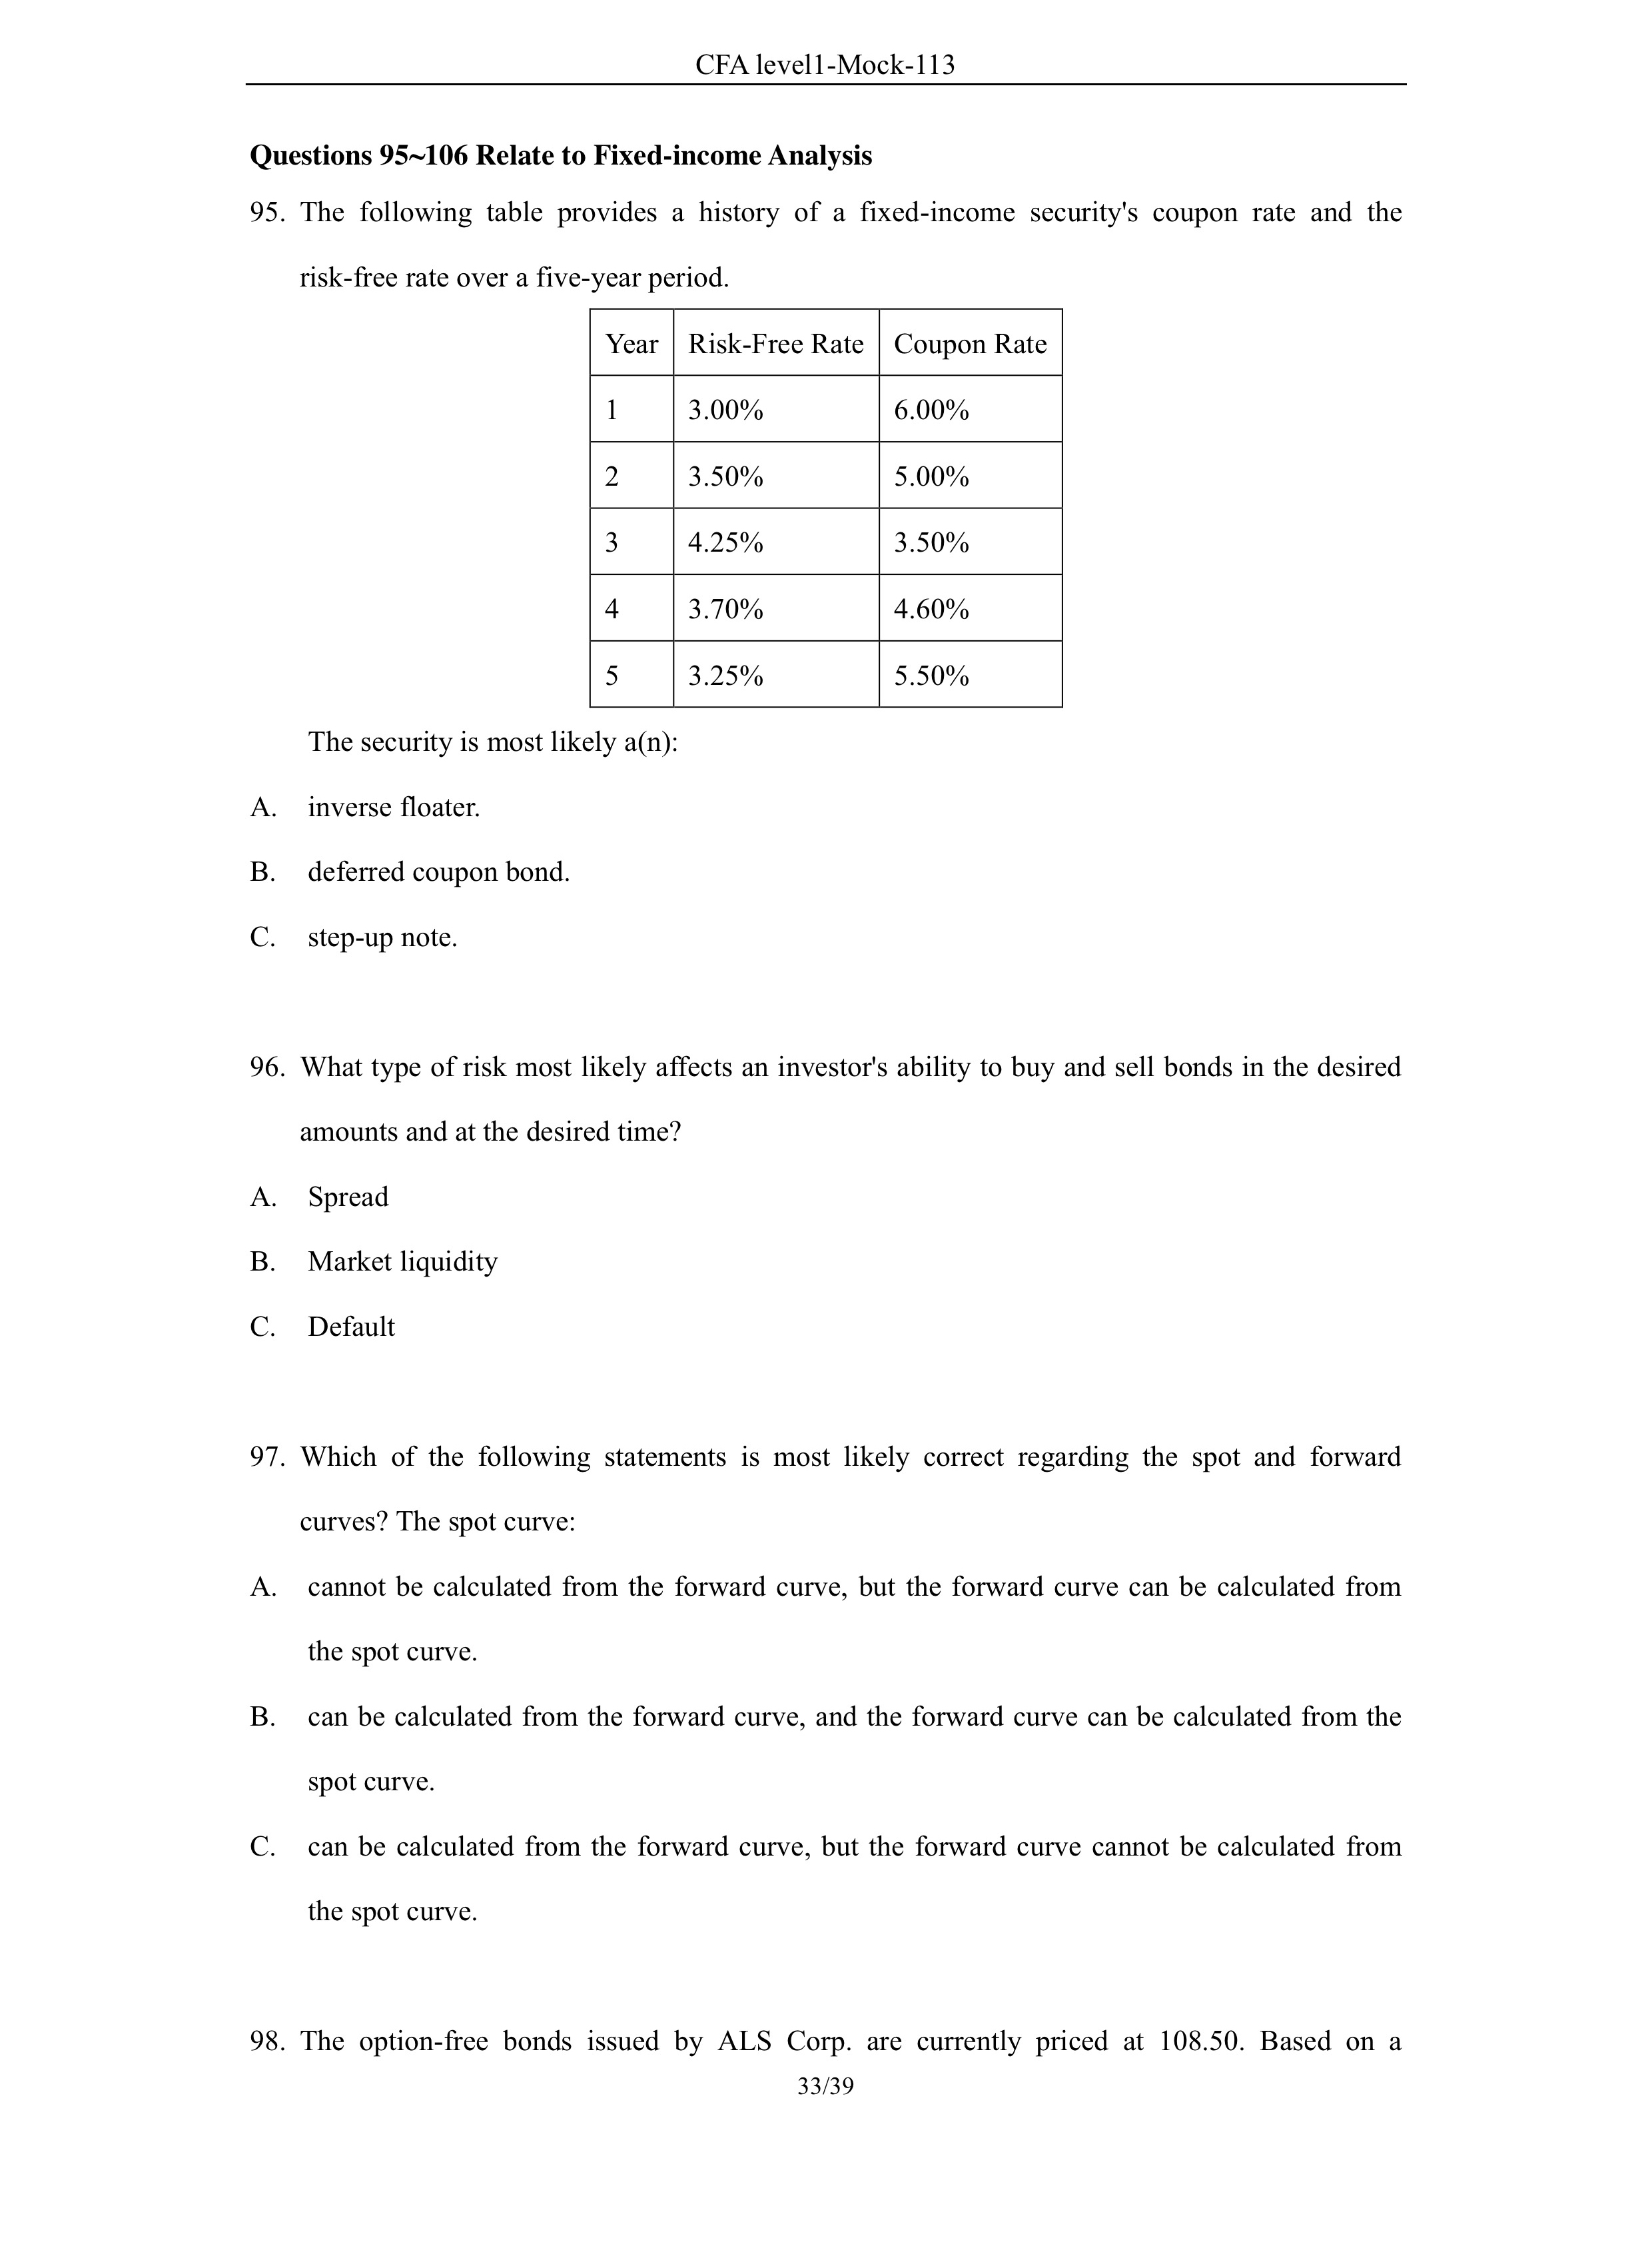 CFA level1-Mock-113
Questions 95~106 Relate to Fixed-income Analysis
95. The following table provides a history of a fixed-income security's coupon rate and the
risk-free rate over a five-year period.
Year Risk-Free Rate Coupon Rate
1 3.00% 6.00%
2 3.50% 5.00%
3 4.25% 3.50%
4 3.70% 4.60%
5 3.25% 5.50%
The security is most likely a(n):
A. inverse floater.
B. deferred coupon bond.
C. step-up note.
96. What type of risk most likely affects an investor's ability to buy and sell bonds in the desired
amounts and at the desired time?
A. Spread
B. Market liquidity
C. Default
97. Which of the following statements is most likely correct regarding the spot and forward
curves? The spot curve:
A. cannot be calculated from the forward curve, but the forward curve can be calculated from
the spot curve.
B. can be calculated from the forward curve, and the forward curve can be calculated from the
spot curve.
C. can be calculated from the forward curve, but the forward curve cannot be calculated from
the spot curve.
98. The option-free bonds issued by ALS Corp. are currently priced at 108.50. Based on a
33/39